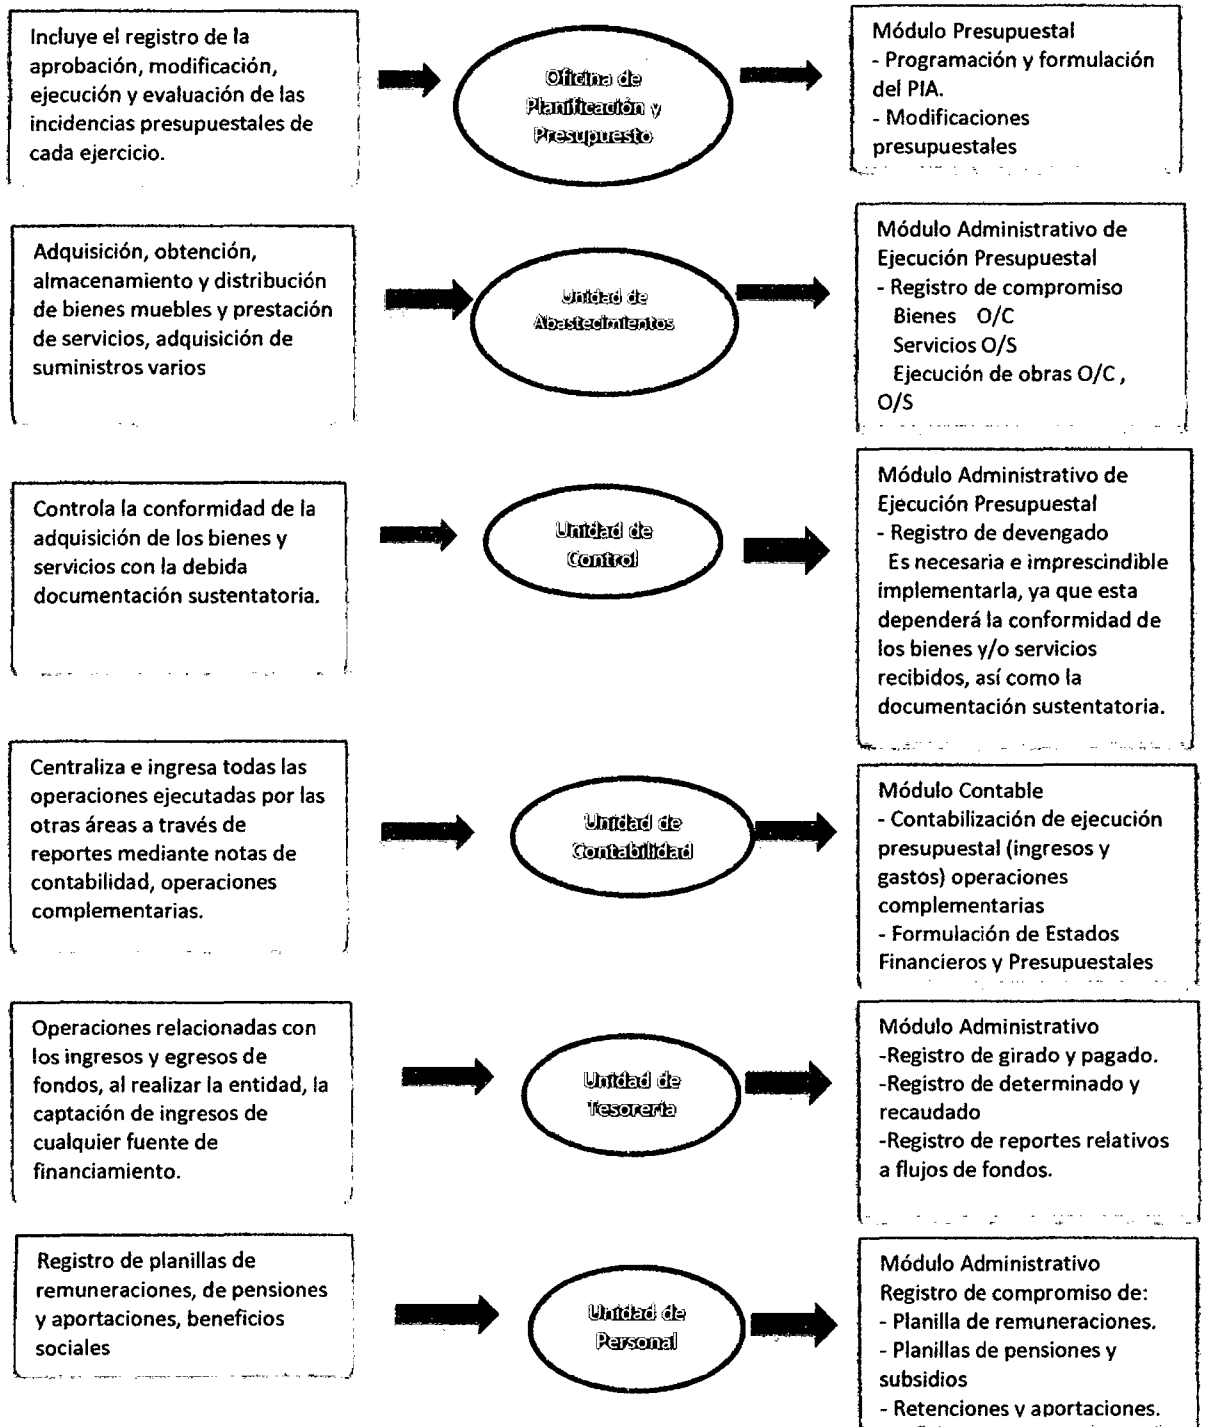 Incluye el registro de la
aprobación, modificación,
ejecución y evaluación de las
incidencias presupuestales de
cada ejercicio.
Oficina de
Planificación y
Presupuesto
Módulo Presupuestal
- Programación y formulación
del PIA.
- Modificaciones
presupuestales
Adquisición, obtención,
almacenamiento y distribución
de bienes muebles y prestación
de servicios, adquisición de
suministros varios
Unidad de
Abastecimientos
Módulo Administrativo de
Ejecución Presupuestal
- Registro de compromiso
Bienes O/C
Servicios O/S
Ejecución de obras O/C ,
O/S
Controla la conformidad de la
adquisición de los bienes y
servicios con la debida
documentación sustentatoria.
Unidad de
Control
Módulo Administrativo de
Ejecución Presupuestal
- Registro de devengado
Es necesaria e imprescindible
implementarla, ya que esta
dependerá la conformidad de
los bienes y/o servicios
recibidos, así como la
documentación sustentatoria.
Centraliza e ingresa todas las
operaciones ejecutadas por las
otras áreas a través de
reportes mediante notas de
contabilidad, operaciones
complementarias.
Unidad de
Contabilidad
Módulo Contable
- Contabilización de ejecución
presupuestal (ingresos y
gastos) operaciones
complementarias
- Formulación de Estados
Financieros y Presupuestales
Operaciones relacionadas con
los ingresos y egresos de
fondos, al realizar la entidad, la
captación de ingresos de
cualquier fuente de
financiamiento.
Unidad de
Tesorería
Módulo Administrativo
-Registro de girado y pagado.
-Registro de determinado y
recaudado
-Registro de reportes relativos
a flujos de fondos.
Registro de planillas de
remuneraciones, de pensiones
y aportaciones, beneficios
sociales
Unidad de
Personal
Módulo Administrativo
Registro de compromiso de:
- Planilla de remuneraciones.
- Planillas de pensiones y
subsidios
- Retenciones y aportaciones.